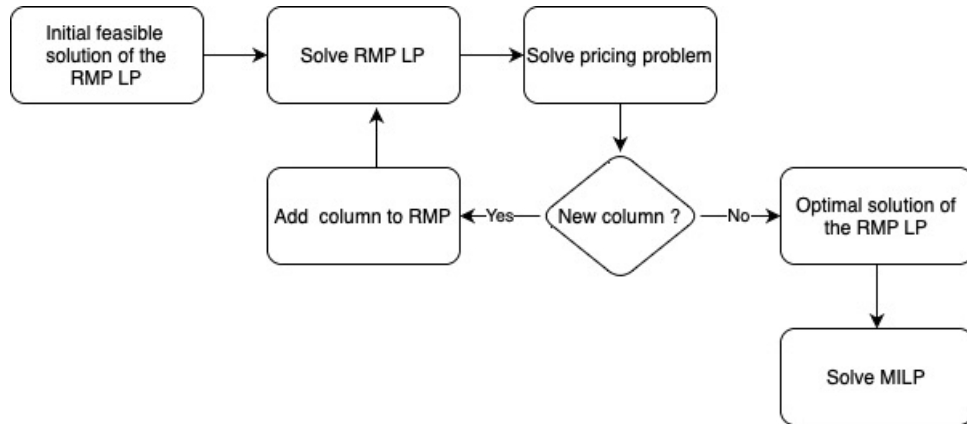 Initial feasible
solution of the
RMP LP
Solve RMP LP
Solve pricing problem
Add column to RMP
Yes
New column ?
No
Optimal solution of
the RMP LP
Solve MILP